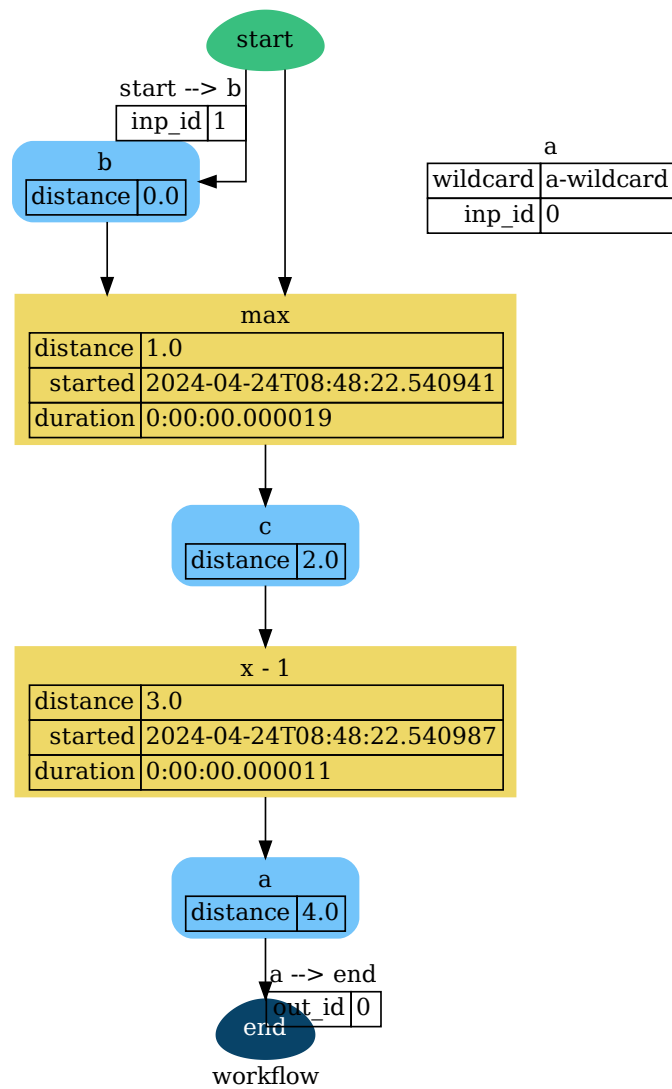 start
start --> b
inp_id 1
b
distance 0.0
a
wildcard a-wildcard
inp_id 0
max
distance 1.0
started 2024-04-24T08:48:22.540941
duration 0:00:00.000019
c
distance 2.0
x - 1
distance 3.0
started 2024-04-24T08:48:22.540987
duration 0:00:00.000011
a
distance 4.0
a --> end
out_id 0
end
workflow